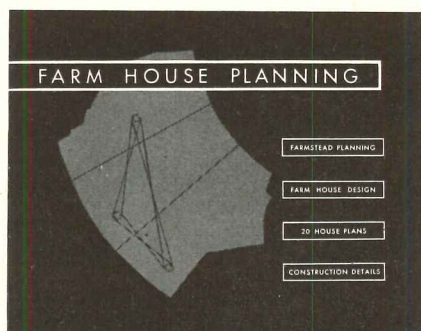 FARM HOUSE PLANNING
FARMSTEAD PLANNING
FARM HOUSE DESIGN
20 HOUSE PLANS
CONSTRUCTION DETAILS